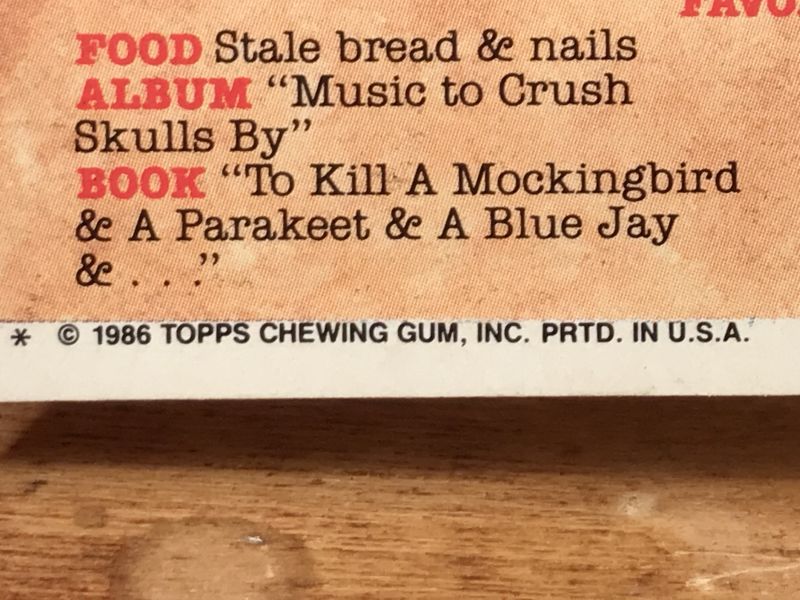 FOOD Stale bread & nails
ALBUM “Music to Crush
Skulls By”
BOOK “To Kill A Mockingbird
& A Parakeet & A Blue Jay
& . . .”
* © 1986 TOPPS CHEWING GUM, INC. PRTD. IN U.S.A.